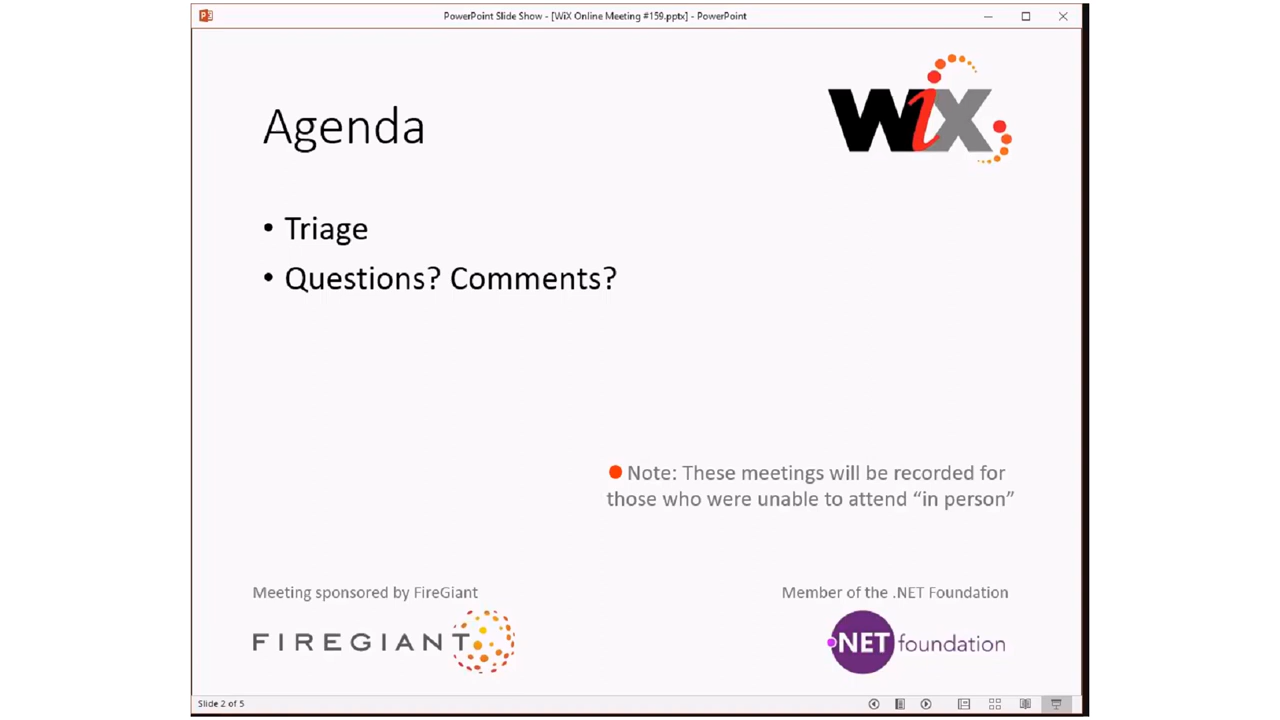 PowerPoint Slide Show - [WiX Online Meeting #159.pptx] - PowerPoint
WiX
Agenda
• Triage
• Questions? Comments?
Note: These meetings will be recorded for
those who were unable to attend “in person”
Meeting sponsored by FireGiant
FIREGIANT
Member of the .NET Foundation
.NET foundation
Slide 2 of 5